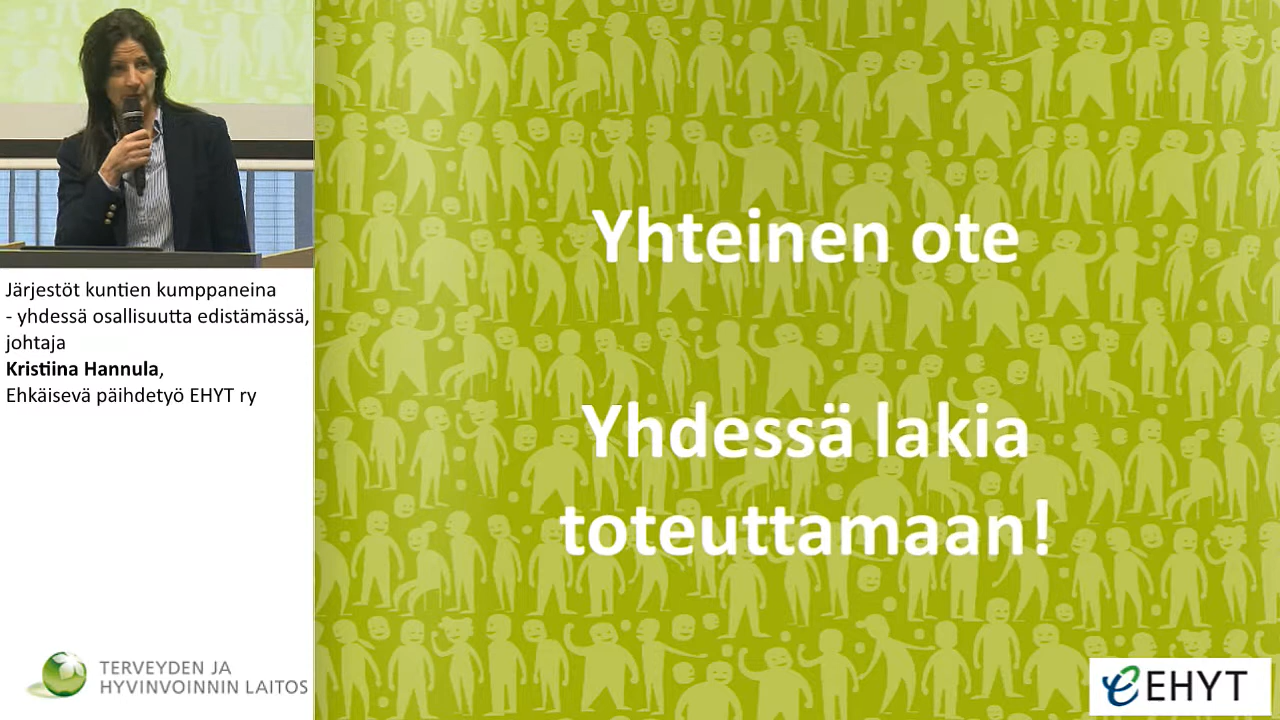 Järjestöt kuntien kumppaneina
- yhdessä osallisuutta edistämässä,
johtaja
Kristiina Hannula,
Ehkäisevä päihdetyö EHYT ry
TERVEYDEN JA
HYVINVOINNIN LAITOS
Yhteinen ote
Yhdessä lakia
toteuttamaan!
EHYT